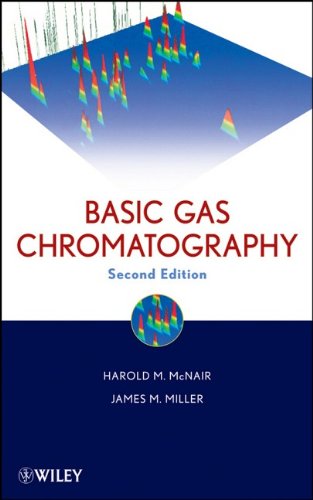 BASIC GAS
CHROMATOGRAPHY
Second Edition
HAROLD M. McNAIR
JAMES M. MILLER
WILEY